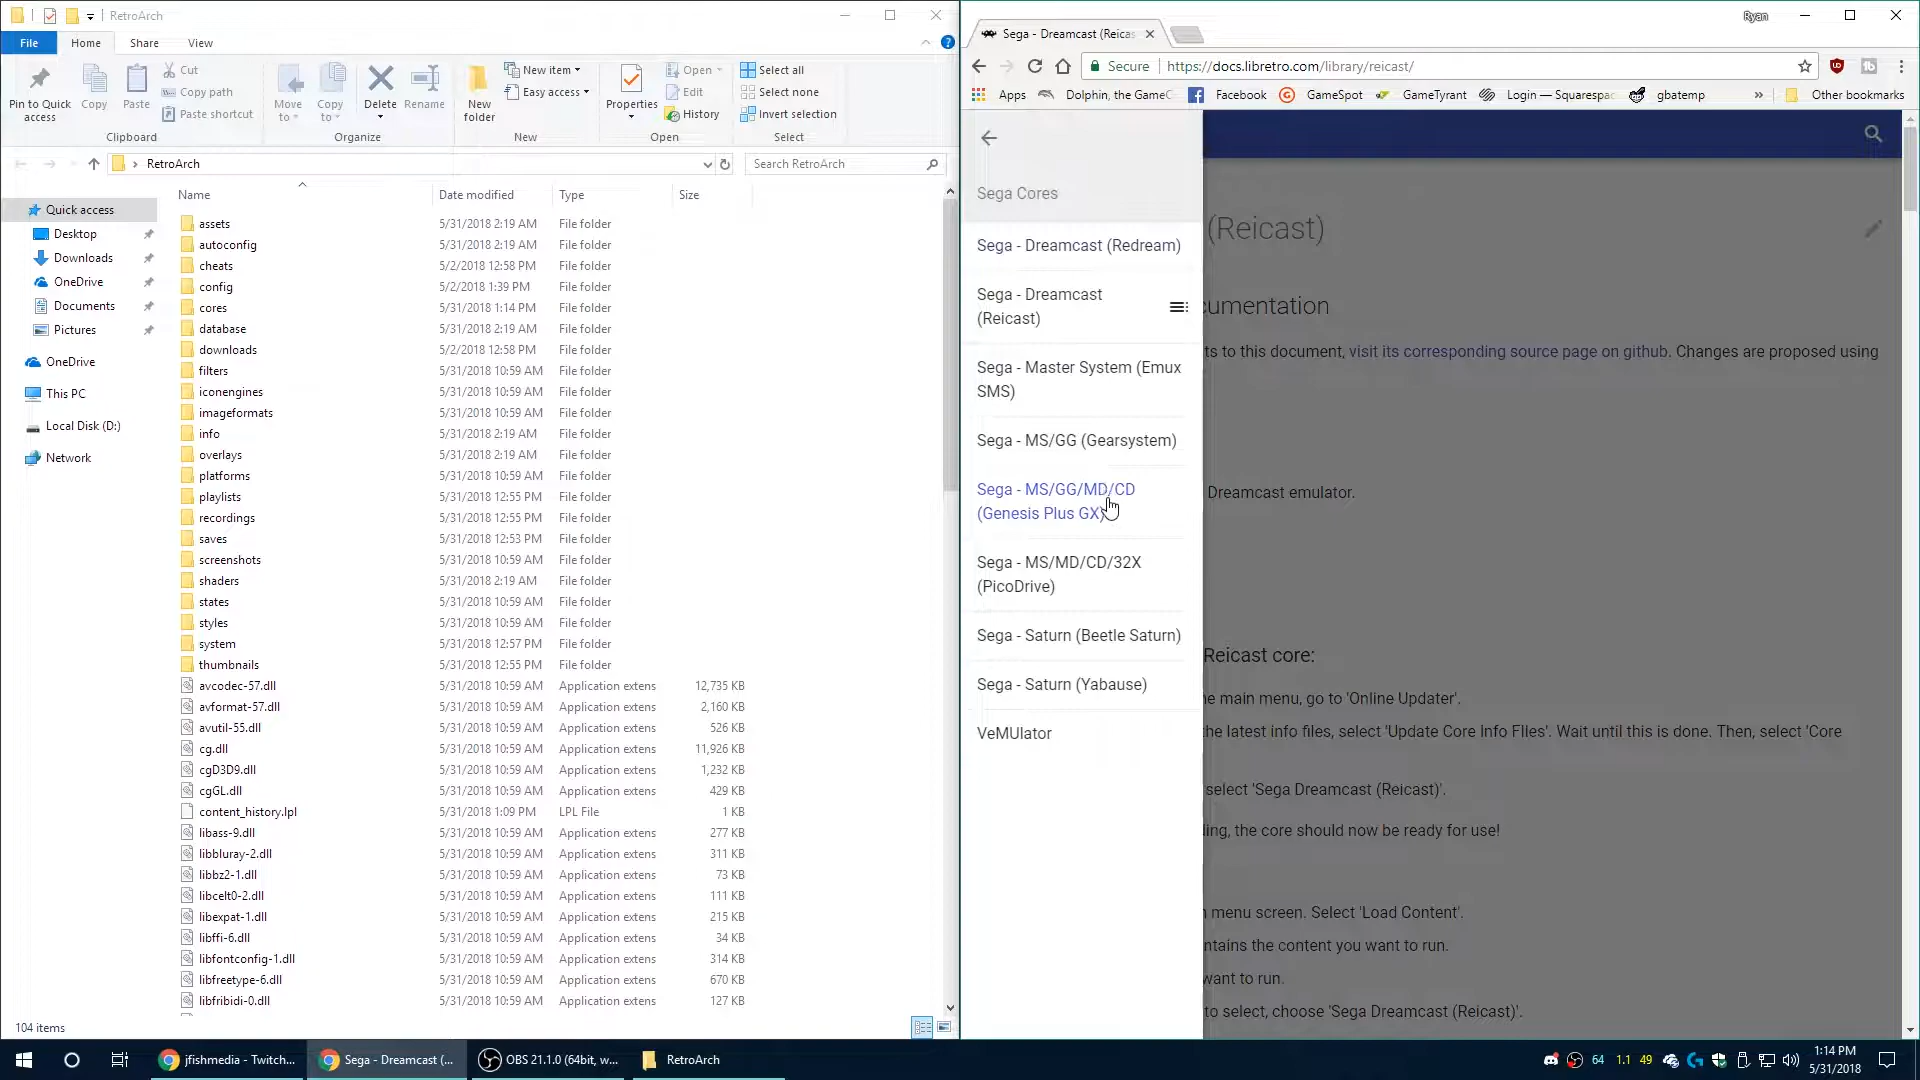 RetroArch
File
Home
Share
View
Pin to Quick access
Copy
Paste
Cut
Copy path
Paste shortcut
Clipboard
Move to
Copy to
Delete
Rename
Organize
New folder
New item
Easy access
New
Properties
Open
Edit
History
Open
Select all
Select none
Invert selection
Select
RetroArch
Search RetroArch
Quick access
Desktop
Downloads
OneDrive
Documents
Pictures
OneDrive
This PC
Local Disk (D:)
Network
Name Date modified Type Size
assets 5/31/2018 2:19 AM File folder
autoconfig 5/31/2018 2:19 AM File folder
cheats 5/2/2018 12:58 PM File folder
config 5/2/2018 1:39 PM File folder
cores 5/31/2018 1:14 PM File folder
database 5/31/2018 2:19 AM File folder
downloads 5/2/2018 12:58 PM File folder
filters 5/31/2018 10:59 AM File folder
iconengines 5/31/2018 10:59 AM File folder
imageformats 5/31/2018 10:59 AM File folder
info 5/31/2018 2:19 AM File folder
overlays 5/31/2018 2:19 AM File folder
platforms 5/31/2018 10:59 AM File folder
playlists 5/31/2018 12:55 PM File folder
recordings 5/31/2018 12:55 PM File folder
saves 5/31/2018 12:53 PM File folder
screenshots 5/31/2018 10:59 AM File folder
shaders 5/31/2018 2:19 AM File folder
states 5/31/2018 10:59 AM File folder
styles 5/31/2018 10:59 AM File folder
system 5/31/2018 12:57 PM File folder
thumbnails 5/31/2018 12:55 PM File folder
avcodec-57.dll 5/31/2018 10:59 AM Application extens 12,735 KB
avformat-57.dll 5/31/2018 10:59 AM Application extens 2,160 KB
avutil-55.dll 5/31/2018 10:59 AM Application extens 526 KB
cg.dll 5/31/2018 10:59 AM Application extens 11,926 KB
cgD3D9.dll 5/31/2018 10:59 AM Application extens 1,232 KB
cgGL.dll 5/31/2018 10:59 AM Application extens 429 KB
content_history.lpl 5/31/2018 1:09 PM LPL File 1 KB
libass-9.dll 5/31/2018 10:59 AM Application extens 277 KB
libbluray-2.dll 5/31/2018 10:59 AM Application extens 311 KB
libbz2-1.dll 5/31/2018 10:59 AM Application extens 73 KB
libcelt0-2.dll 5/31/2018 10:59 AM Application extens 111 KB
libexpat-1.dll 5/31/2018 10:59 AM Application extens 215 KB
libffi-6.dll 5/31/2018 10:59 AM Application extens 34 KB
libfontconfig-1.dll 5/31/2018 10:59 AM Application extens 314 KB
libfreetype-6.dll 5/31/2018 10:59 AM Application extens 670 KB
libfribidi-0.dll 5/31/2018 10:59 AM Application extens 127 KB
104 items
Sega - Dreamcast (Reicas
Ryan
Secure https://docs.libretro.com/library/reicast/
Apps
Dolphin, the GameC
Facebook
GameSpot
GameTyrant
Login — Squarespac
gbatemp
»
Other bookmarks
Sega Cores
Sega - Dreamcast (Redream)
Sega - Dreamcast
(Reicast)
Sega - Master System (Emux
SMS)
Sega - MS/GG (Gearsystem)
Sega - MS/GG/MD/CD
(Genesis Plus GX)
Sega - MS/MD/CD/32X
(PicoDrive)
Sega - Saturn (Beetle Saturn)
Sega - Saturn (Yabause)
VeMUlator
(Reicast)
cumentation
ts to this document, visit its corresponding source page on github. Changes are proposed using
Dreamcast emulator.
Reicast core:
he main menu, go to 'Online Updater'.
the latest info files, select 'Update Core Info FIles'. Wait until this is done. Then, select 'Core
select 'Sega Dreamcast (Reicast)'.
ding, the core should now be ready for use!
n menu screen. Select 'Load Content'.
ntains the content you want to run.
want to run.
to select, choose 'Sega Dreamcast (Reicast)'.
jfishmedia - Twitch...
Sega - Dreamcast (...
OBS 21.1.0 (64bit, w...
RetroArch
64
1.1
49
1:14 PM
5/31/2018